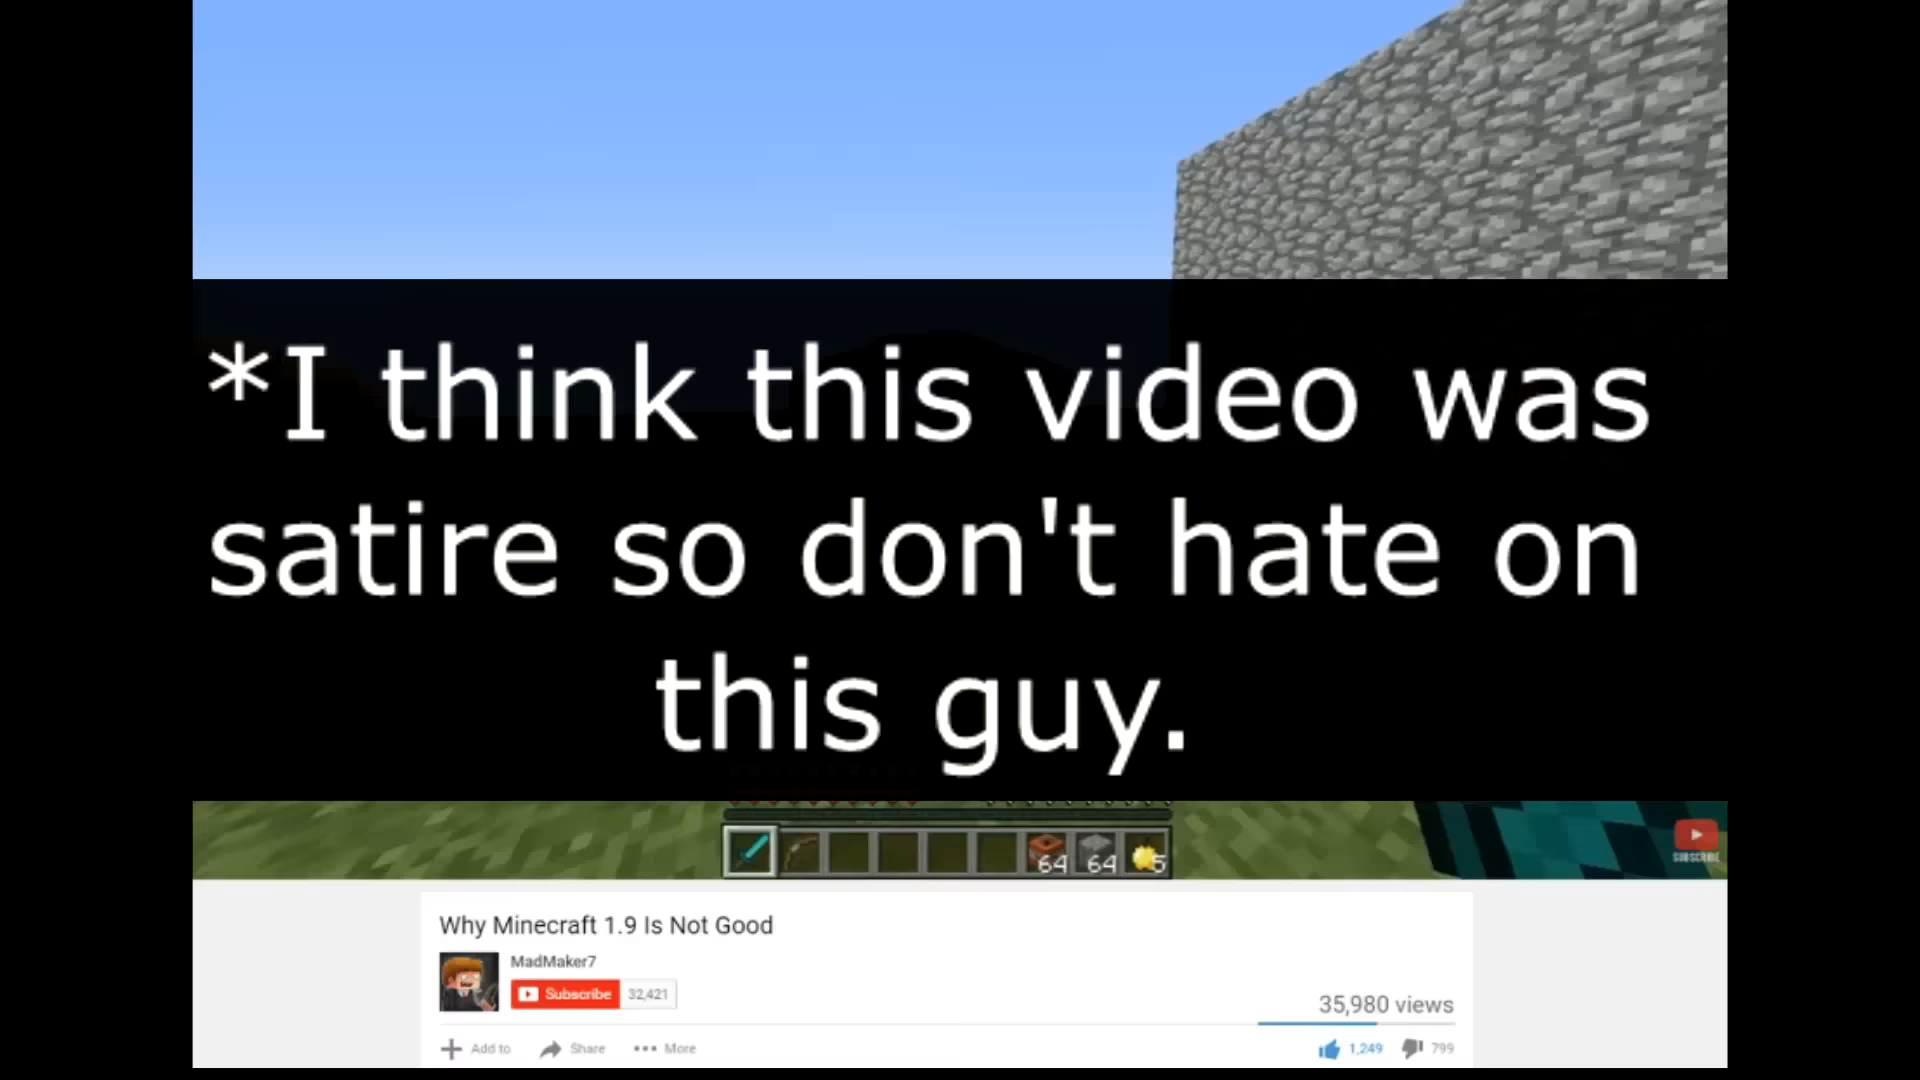 *I think this video was
satire so don't hate on
this guy.
64 64 5
SUBSCRIBE
Why Minecraft 1.9 Is Not Good
MadMaker7
Subscribe 32,421
35,980 views
Add to Share More 1,249 799